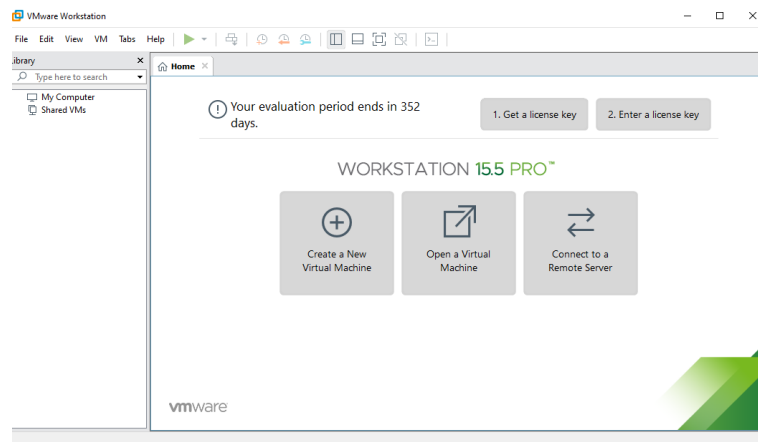 VMware Workstation
File Edit View VM Tabs Help
ibrary
Type here to search
My Computer
Shared VMs
Home
Your evaluation period ends in 352
days.
1. Get a license key
2. Enter a license key
WORKSTATION 15.5 PRO™
Create a New
Virtual Machine
Open a Virtual
Machine
Connect to a
Remote Server
vmware